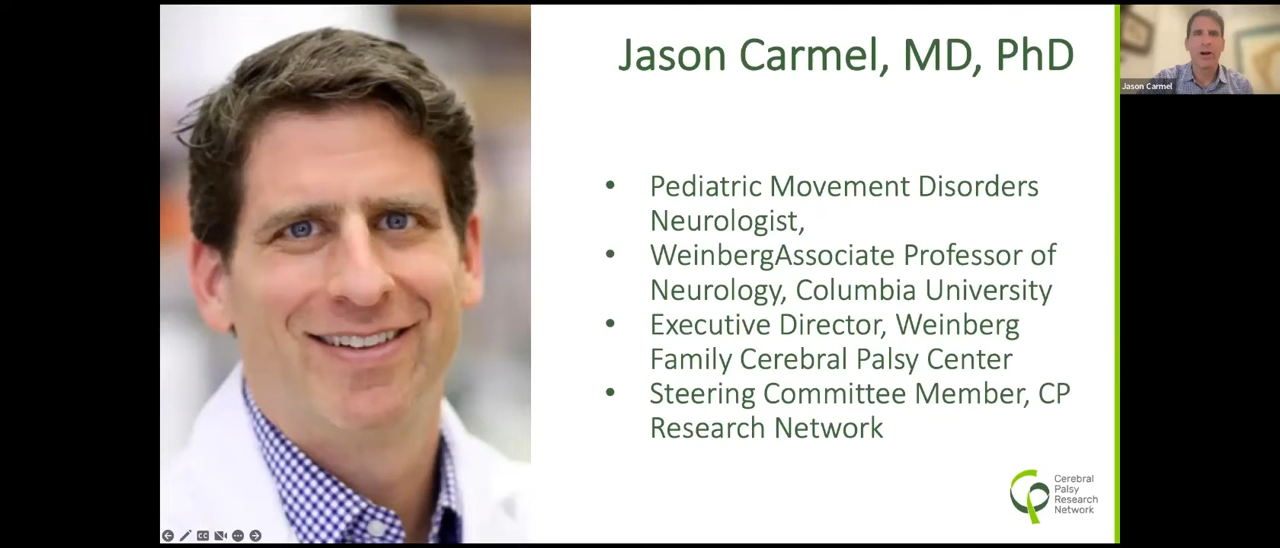 Jason Carmel, MD, PhD
Jason Carmel
• Pediatric Movement Disorders
Neurologist,
• WeinbergAssociate Professor of
Neurology, Columbia University
• Executive Director, Weinberg
Family Cerebral Palsy Center
• Steering Committee Member, CP
Research Network
Cerebral
Palsy
Research
Network
CC